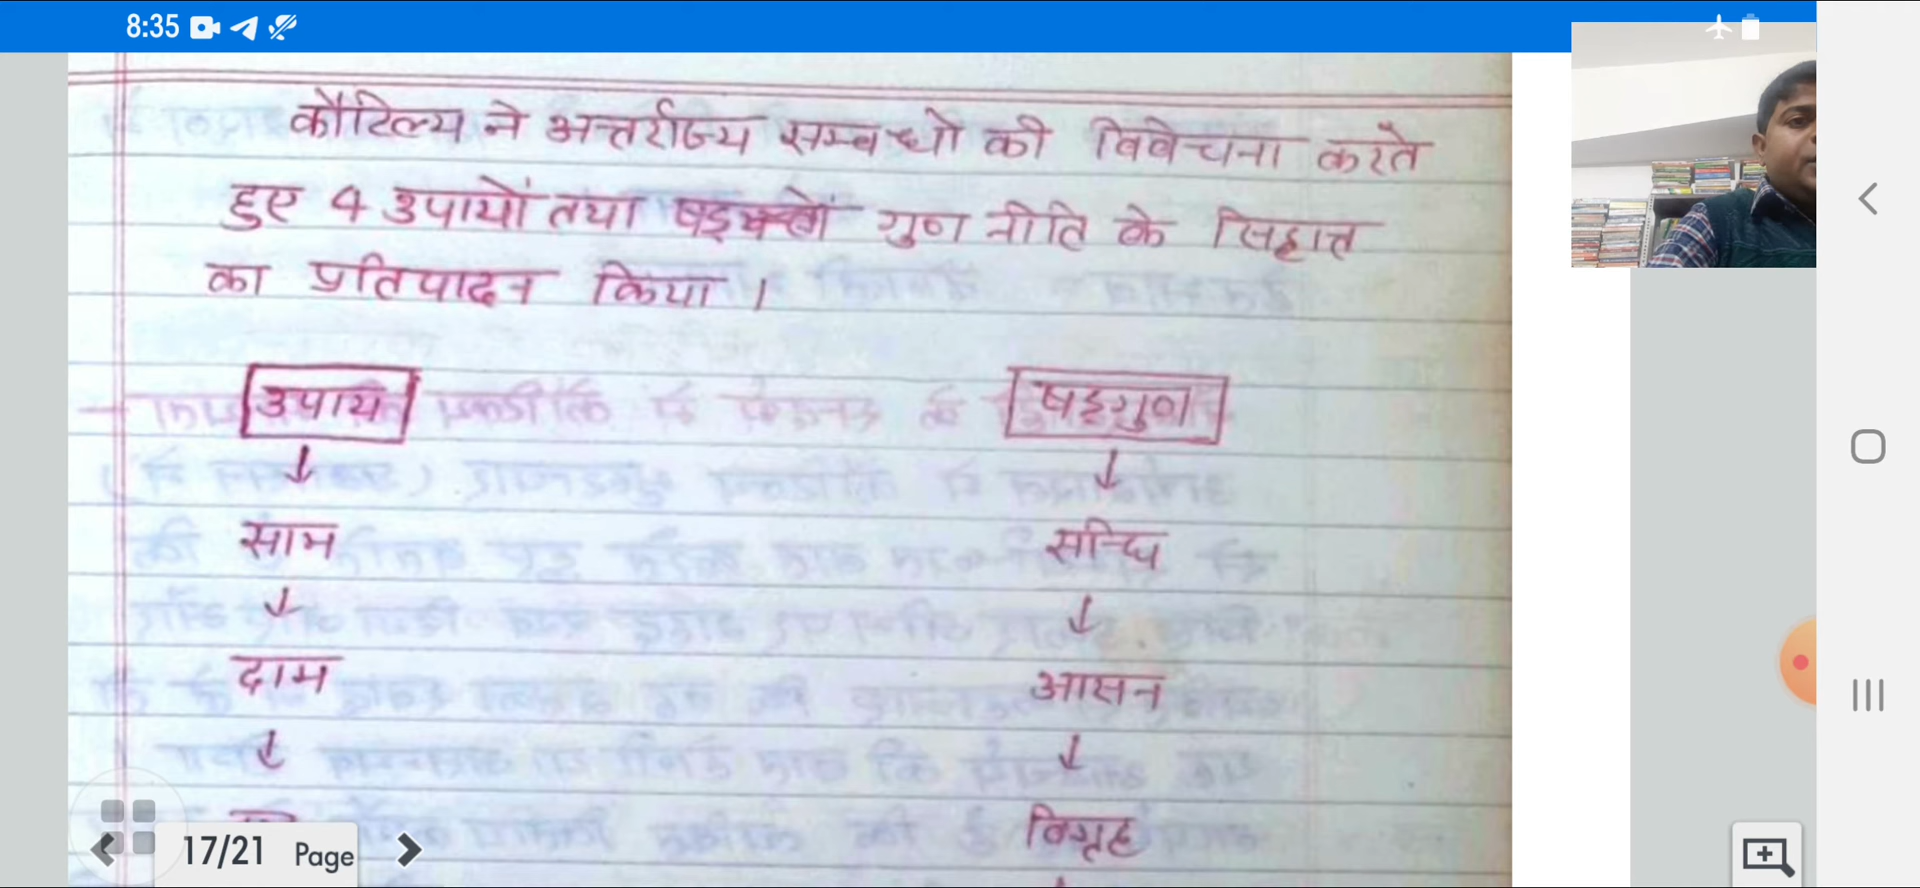 8:35
कौटिल्य ने अन्तर्राज्य सम्बन्धो की विवेचना करते
हुए 4 उपायों तथा गुण नीति के सिद्दान्त
का प्रतिपादन किया ।
उपाय षड्गुण
↓ ↓
साम सन्धि
↓ ↓
दाम आसन
↓ ↓
विग्रह
17/21 Page